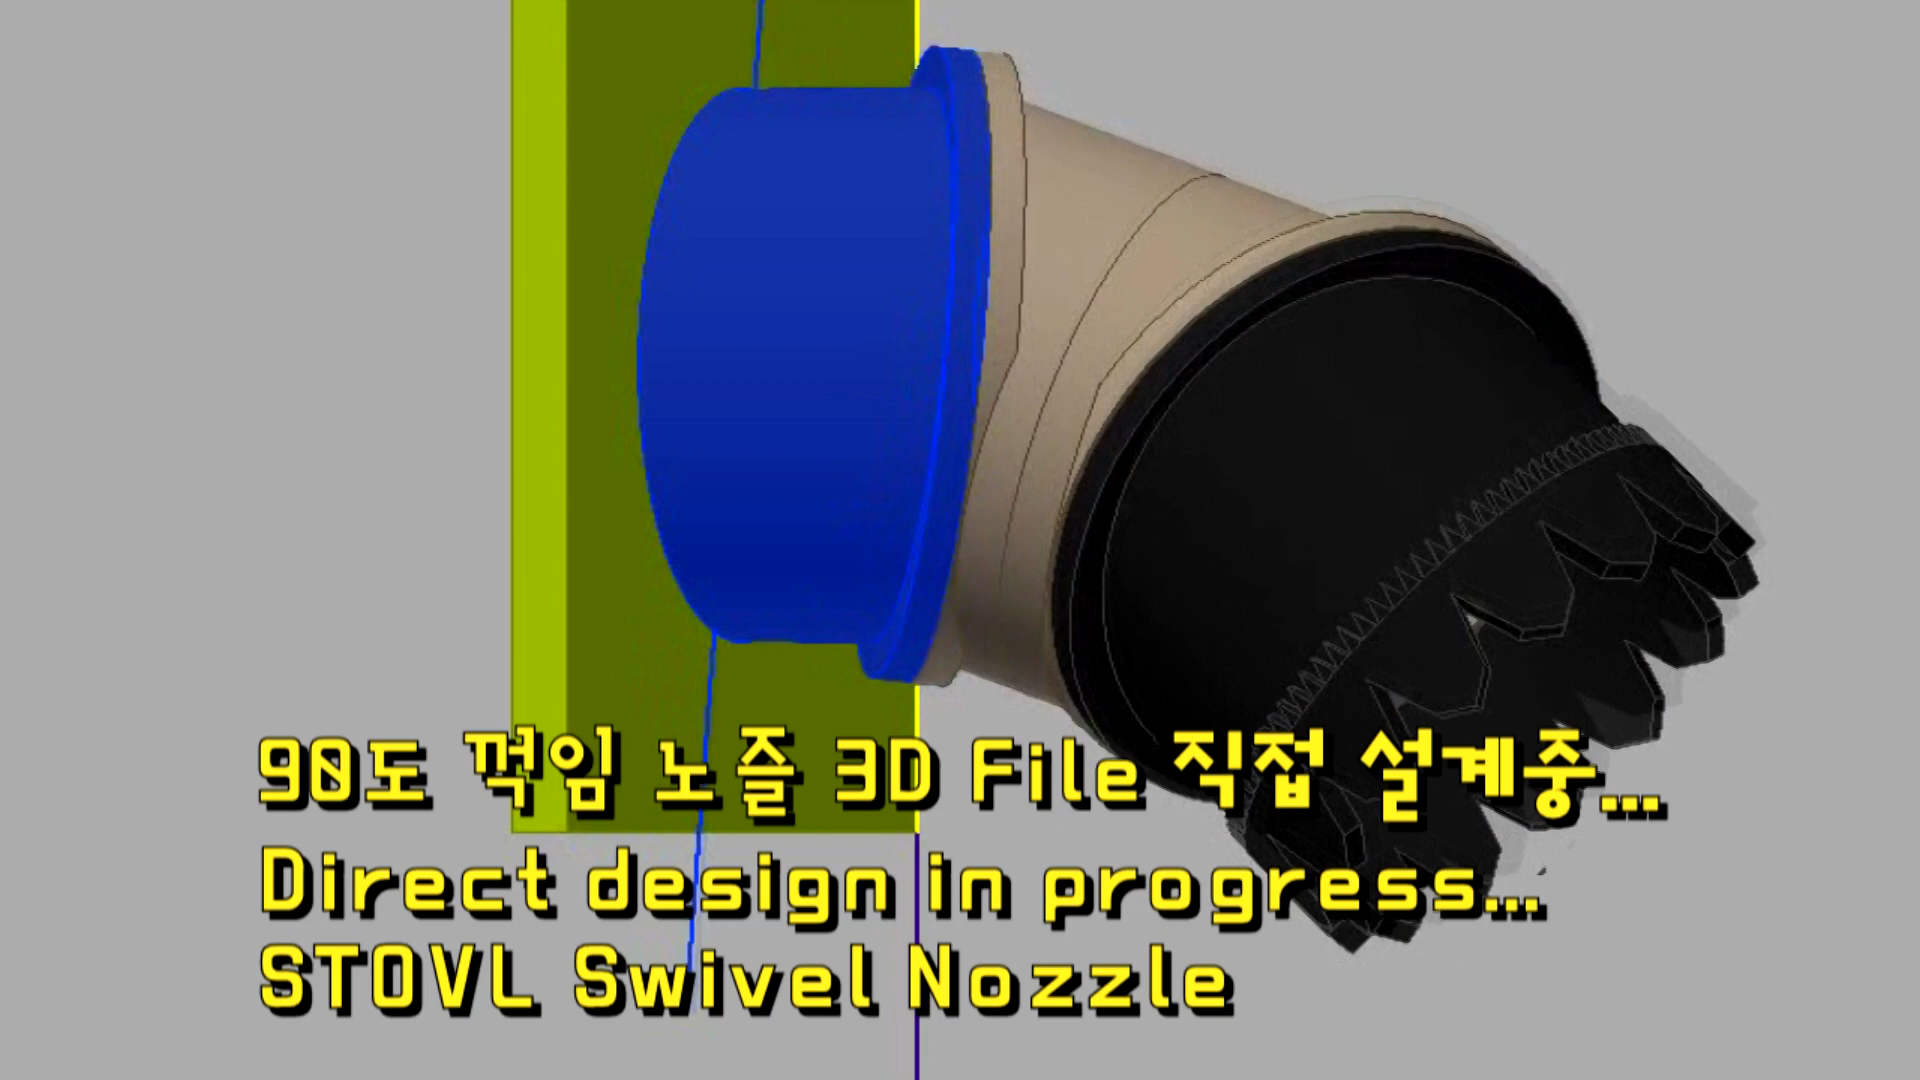 90도 꺽임 노즐 3D File 직접 설계중...
Direct design in progress...
STOVL Swivel Nozzle